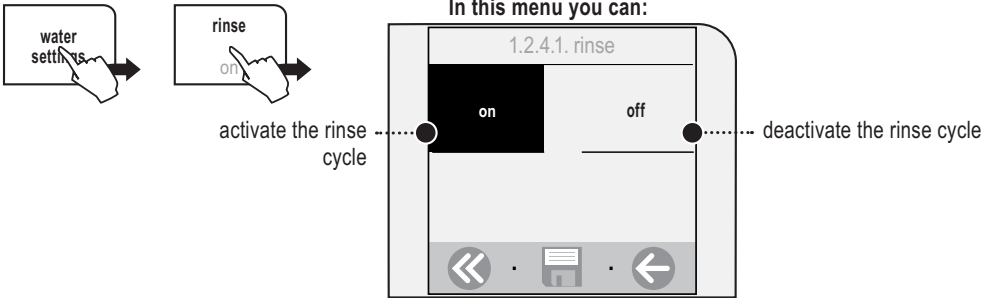 In this menu you can:
water
settings
rinse
on
1.2.4.1. rinse
on
off
activate the rinse
cycle
deactivate the rinse cycle